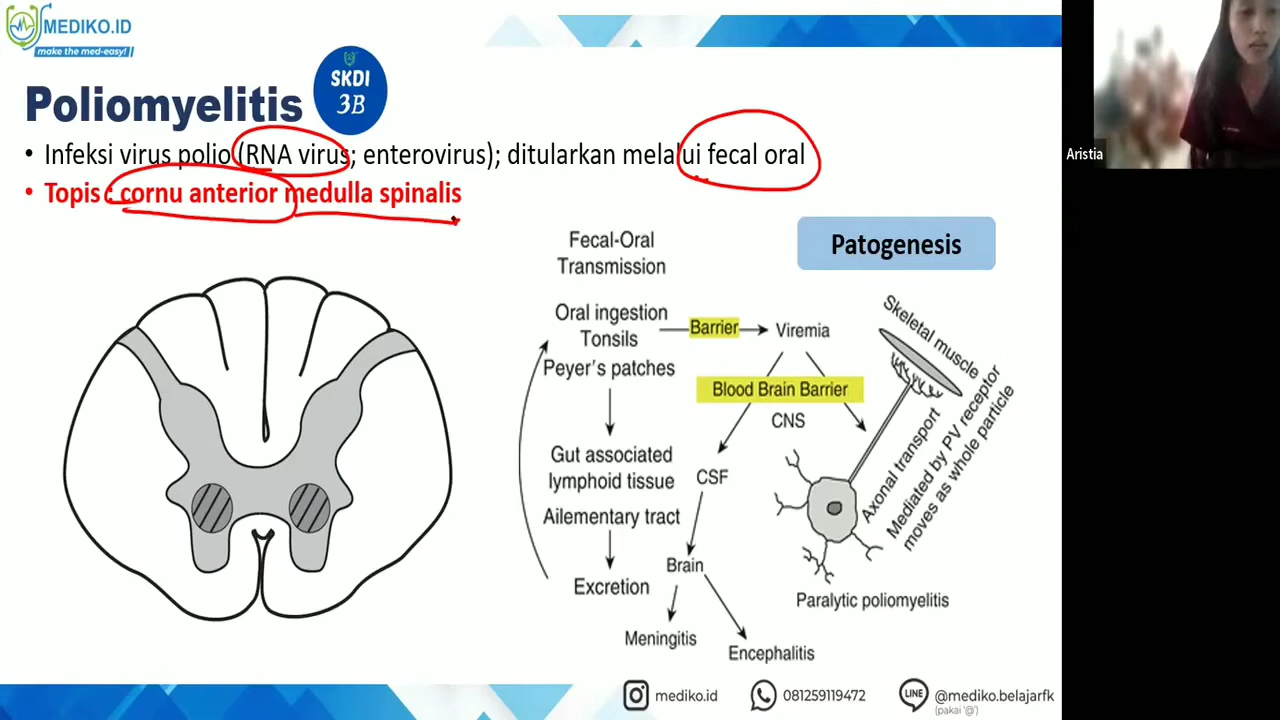 MEDIKO.ID
make the med-easy!
Poliomyelitis
SKDI
3B
• Infeksi virus polio (RNA virus; enterovirus); ditularkan melalui fecal oral
• Topis : cornu anterior medulla spinalis
Aristia
Patogenesis
Fecal-Oral
Transmission
Oral ingestion
Tonsils
Peyer's patches
Barrier
Viremia
Blood Brain Barrier
CNS
Gut associated
lymphoid tissue
CSF
Ailementary tract
Excretion
Brain
Meningitis
Encephalitis
Skeletal muscle
Axonal transport
Mediated by PV receptor
moves as whole particle
Paralytic poliomyelitis
mediko.id
081259119472
LINE
@mediko.belajarfk
(pakai '@')